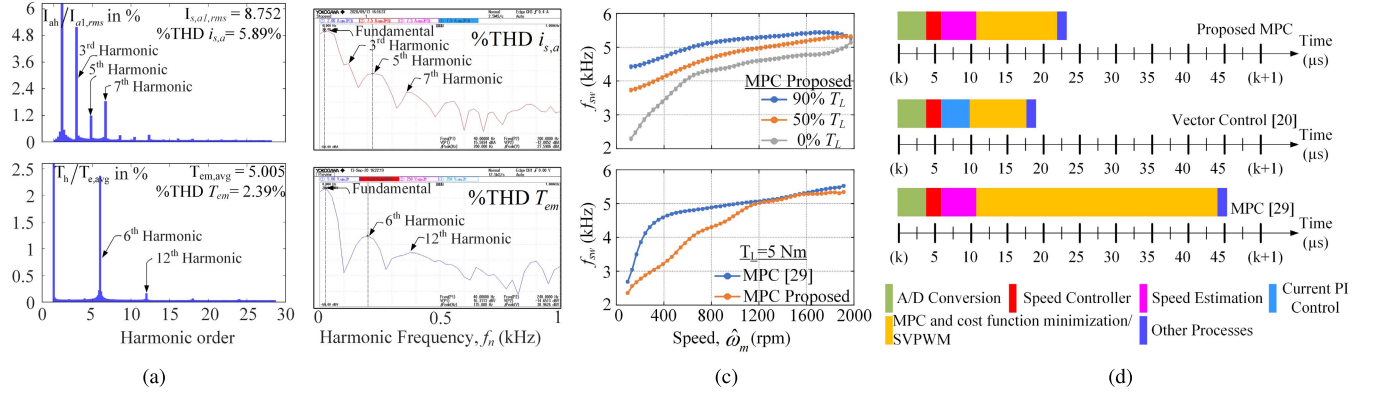 I_ah/I_a1,rms in %
I_s,a1,rms = 8.752
%THD i_s,a = 5.89%
6
4.8
3.6
2.4
1.2
0
3rd Harmonic
5th Harmonic
7th Harmonic
T_h/T_e,avg in %
T_em,avg = 5.005
%THD T_em = 2.39%
2.5
2
1.5
1
0.5
0
6th Harmonic
12th Harmonic
0 5 10 15 20 25 30
Harmonic order
(a)
YOKOGAWA
Fundamental
%THD i_s,a
3rd Harmonic
5th Harmonic
7th Harmonic
YOKOGAWA
Fundamental
%THD T_em
6th Harmonic
12th Harmonic
0 0.5 1
Harmonic Frequency, f_n (kHz)
f_sw (kHz)
6
5
4
3
2
MPC Proposed
90% T_L
50% T_L
0% T_L
f_sw (kHz)
6
5
4
3
2
T_L=5 Nm
MPC [29]
MPC Proposed
0 400 800 1200 1600 2000
Speed, ω̂_m (rpm)
(c)
Proposed MPC
Time
(μs)
(k) 5 10 15 20 25 30 35 40 45 (k+1)
Vector Control [20]
Time
(μs)
(k) 5 10 15 20 25 30 35 40 45 (k+1)
MPC [29]
Time
(μs)
(k) 5 10 15 20 25 30 35 40 45 (k+1)
A/D Conversion
Speed Controller
Speed Estimation
Current PI
Control
MPC and cost function minimization/
SVPWM
Other Processes
(d)